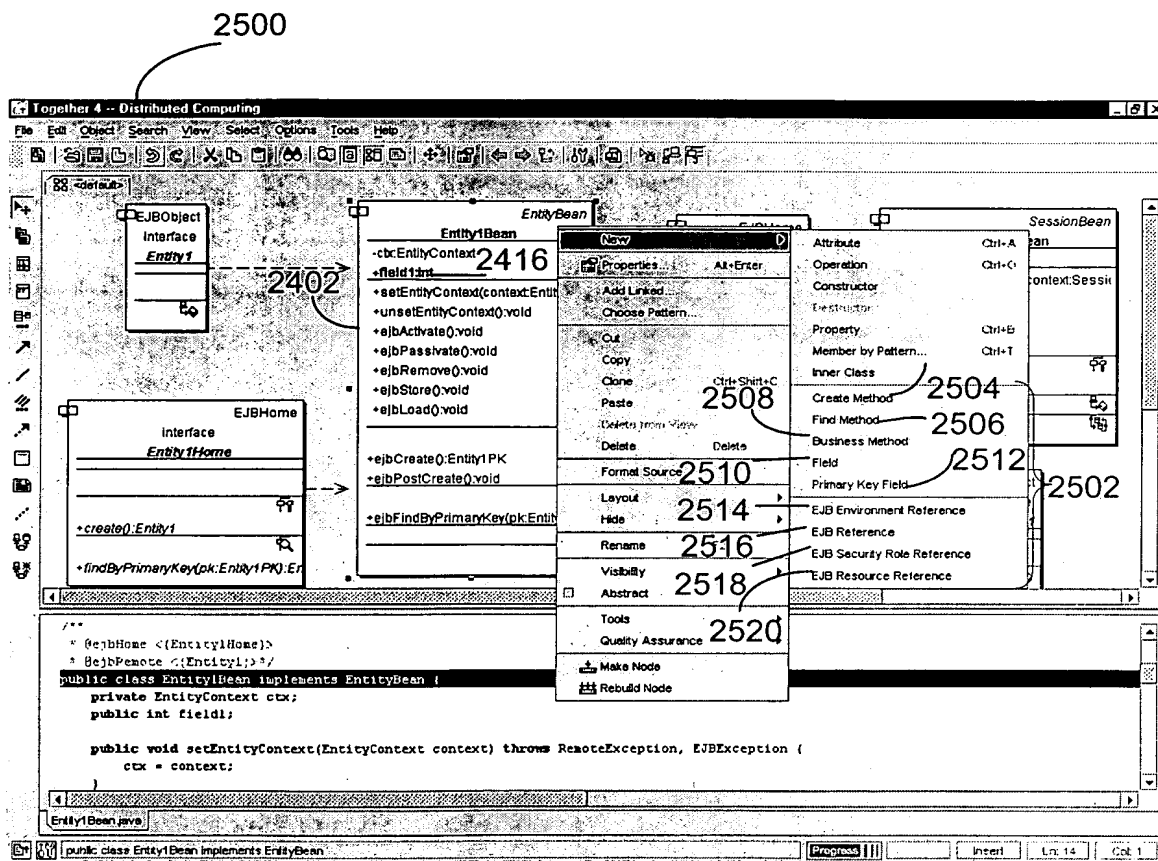 2500
Together 4 -- Distributed Computing
File Edit Object Search View Select Options Tools Help
<default>
EJBObject
interface
Entity1
2402
EJBHome
interface
Entity1Home
+create():Entity1
+findByPrimaryKey(pk:Entity1PK):En
EntityBean
Entity1Bean
-ctx:EntityContext
+field1:int
2416
+setEntityContext(context:Entit
+unsetEntityContext():void
+ejbActivate():void
+ejbPassivate():void
+ejbRemove():void
+ejbStore():void
+ejbLoad():void
+ejbCreate():Entity1PK
+ejbPostCreate():void
+ejbFindByPrimaryKey(pk:Entit
SessionBean
ean
context:Sessi
New
Properties... Alt+Enter
Add Linked...
Choose Pattern...
Cut
Copy
Clone Ctrl+Shift+C
Paste
Delete from View
Delete Delete
Format Source
Layout
Hide
Rename
Visibility
Abstract
Tools
Quality Assurance
Make Node
Rebuild Node
Attribute Ctrl+A
Operation Ctrl+O
Constructor
Destructor
Property Ctrl+B
Member by Pattern... Ctrl+T
Inner Class
Create Method 2504
Find Method 2506
2508 Business Method
2510 Field
Primary Key Field 2512
2502
2514 EJB Environment Reference
2516 EJB Reference
2518 EJB Security Role Reference
2520 EJB Resource Reference
/**
* @ejbHome <{Entity1Home}>
* @ejbRemote <{Entity1}>*/
public class Entity1Bean implements EntityBean {
private EntityContext ctx;
public int field1;
public void setEntityContext(EntityContext context) throws RemoteException, EJBException {
ctx = context;
}
Entity1Bean.java
public class Entity1Bean implements EntityBean
Progress Insert Ln: 14 Col: 1